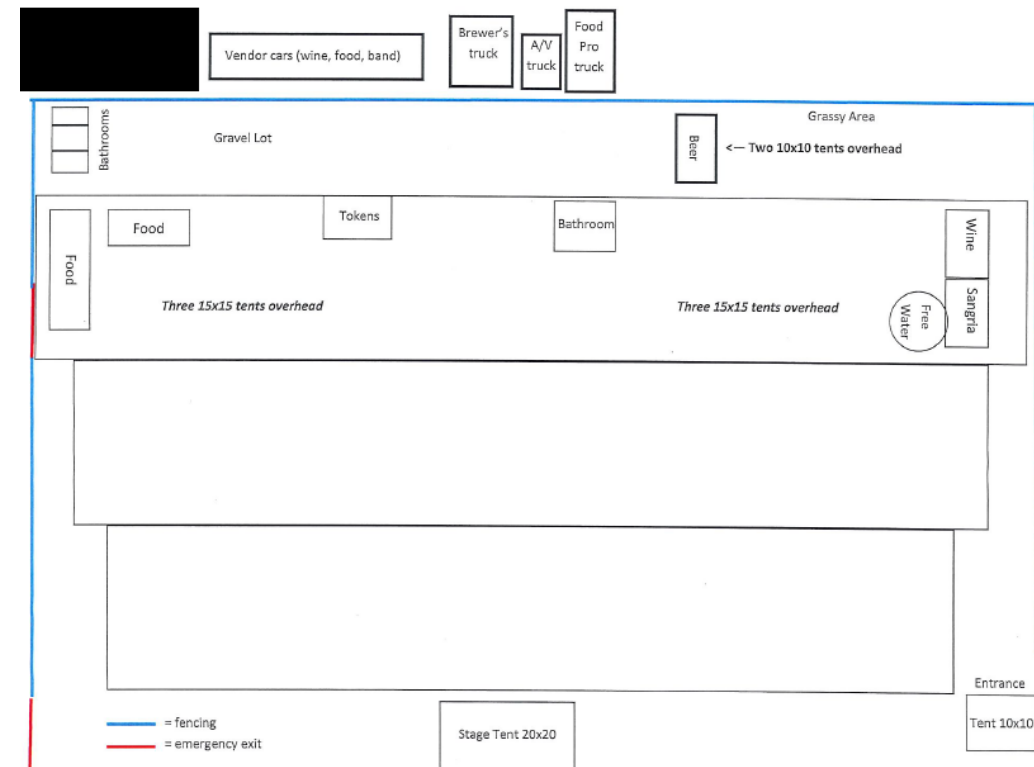 Vendor cars (wine, food, band)
Brewer's
truck
A/V
truck
Food
Pro
truck
Bathrooms
Gravel Lot
Beer
Grassy Area
<— Two 10x10 tents overhead
Food
Food
Tokens
Bathroom
Wine
Three 15x15 tents overhead
Three 15x15 tents overhead
Free
Water
Sangria
Entrance
Tent 10x10
Stage Tent 20x20
= fencing
= emergency exit